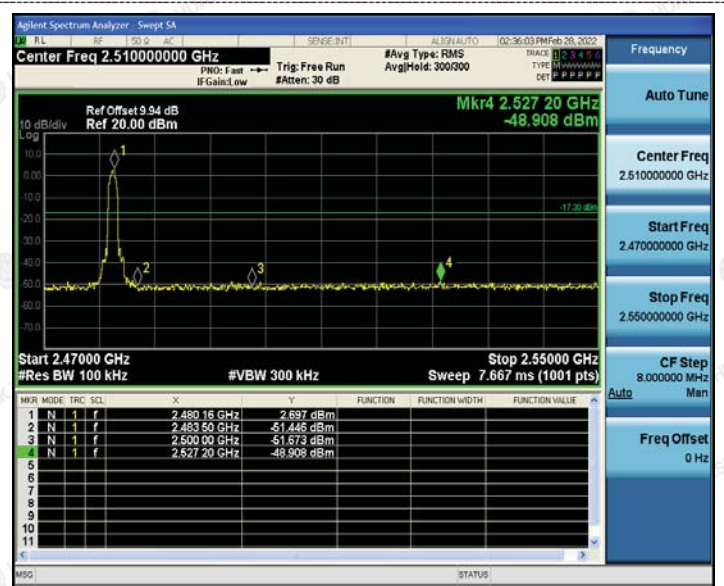 Agilent Spectrum Analyzer - Swept SA
RL RF 50 Ω AC SENSE:INT ALIGN AUTO 02:36:03 PM Feb 28, 2022
Center Freq 2.510000000 GHz
PNO: Fast
IFGain:Low
Trig: Free Run
#Atten: 30 dB
#Avg Type: RMS
Avg|Hold: 300/300
TRACE 1 2 3 4 5 6
TYPE M
DET P P P P P P
Ref Offset 9.94 dB
10 dB/div Ref 20.00 dBm
Log
Mkr4 2.527 20 GHz
-48.908 dBm
10.0
0.00
-10.0
-20.0
-30.0
-40.0
-50.0
-60.0
-70.0
1
2
3
4
-17.30 dBm
Start 2.47000 GHz Stop 2.55000 GHz
#Res BW 100 kHz #VBW 300 kHz Sweep 7.667 ms (1001 pts)
MKR MODE TRC SCL X Y FUNCTION FUNCTION WIDTH FUNCTION VALUE
1 N 1 f 2.480 16 GHz 2.697 dBm
2 N 1 f 2.483 50 GHz -51.446 dBm
3 N 1 f 2.500 00 GHz -51.673 dBm
4 N 1 f 2.527 20 GHz -48.908 dBm
5
6
7
8
9
10
11
MSG STATUS
Frequency
Auto Tune
Center Freq
2.510000000 GHz
Start Freq
2.470000000 GHz
Stop Freq
2.550000000 GHz
CF Step
8.000000 MHz
Auto Man
Freq Offset
0 Hz